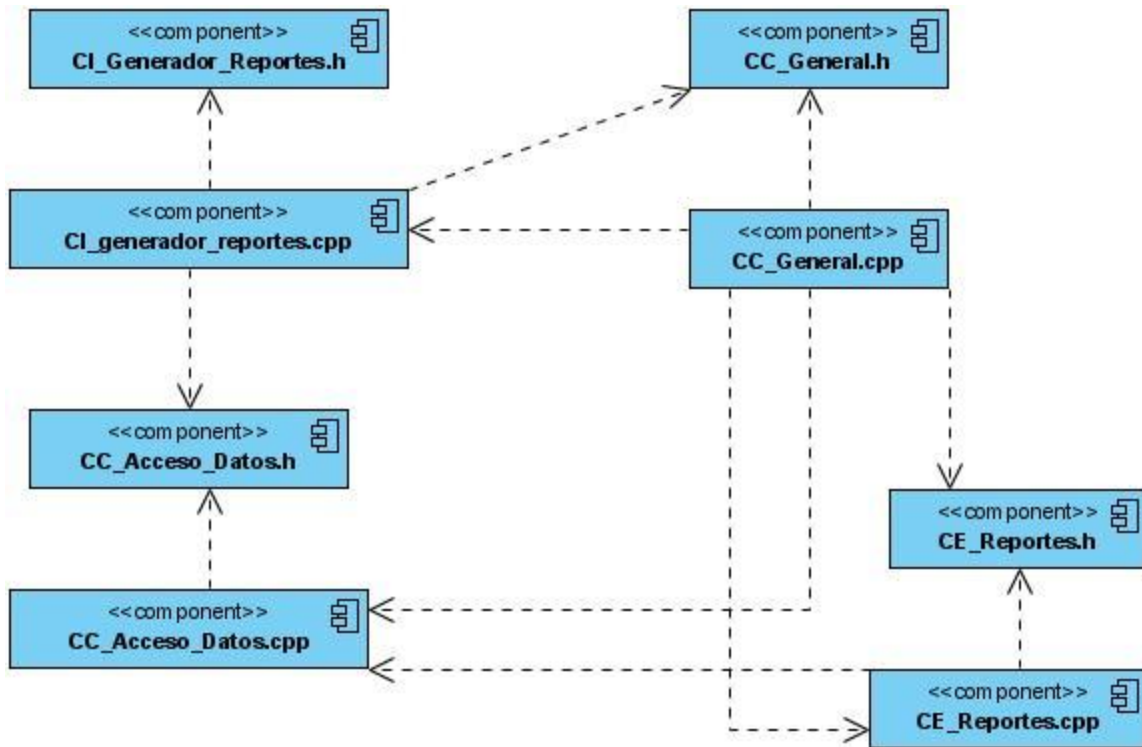 <<component>>
CI_Generador_Reportes.h
<<component>>
CC_General.h
<<component>>
CI_generador_reportes.cpp
<<component>>
CC_General.cpp
<<component>>
CC_Acceso_Datos.h
<<component>>
CE_Reportes.h
<<component>>
CC_Acceso_Datos.cpp
<<component>>
CE_Reportes.cpp